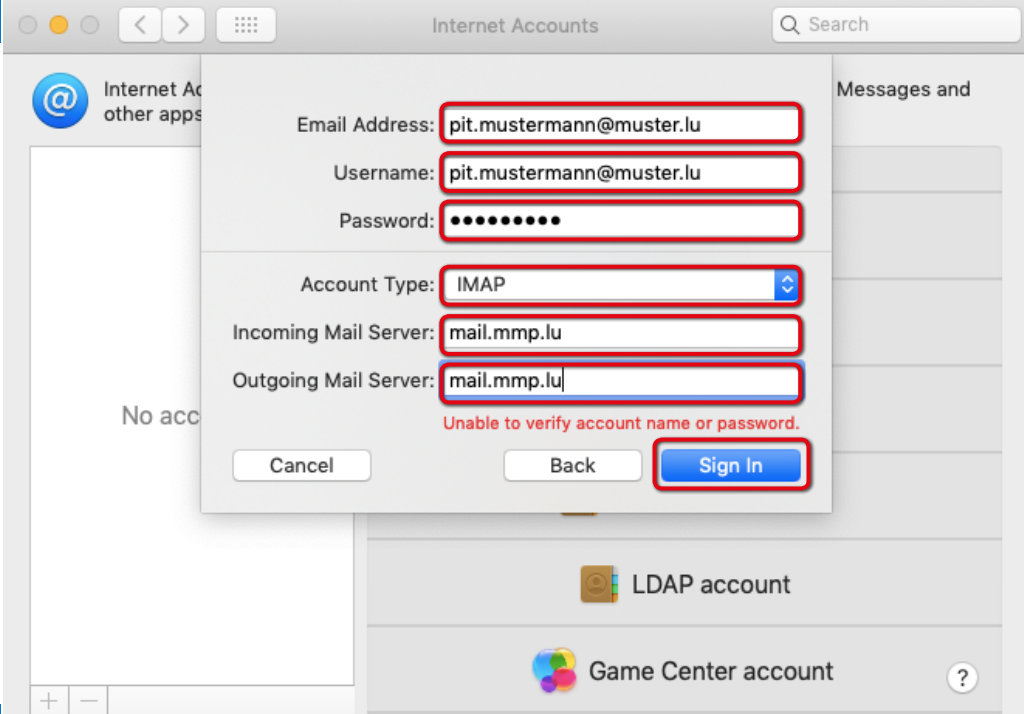 Internet Accounts
Search
Internet Ac
other apps
Messages and
Email Address: pit.mustermann@muster.lu
Username: pit.mustermann@muster.lu
Password: •••••••••
Account Type: IMAP
Incoming Mail Server: mail.mmp.lu
Outgoing Mail Server: mail.mmp.lu
Unable to verify account name or password.
No acc
Cancel
Back
Sign In
LDAP account
Game Center account
?